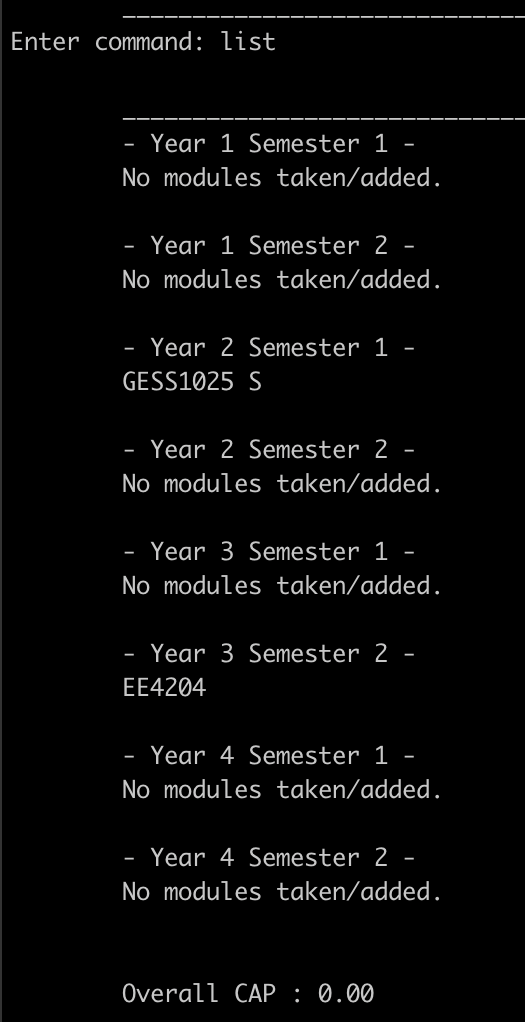 Enter command: list
- Year 1 Semester 1 -
No modules taken/added.
- Year 1 Semester 2 -
No modules taken/added.
- Year 2 Semester 1 -
GESS1025 S
- Year 2 Semester 2 -
No modules taken/added.
- Year 3 Semester 1 -
No modules taken/added.
- Year 3 Semester 2 -
EE4204
- Year 4 Semester 1 -
No modules taken/added.
- Year 4 Semester 2 -
No modules taken/added.
Overall CAP : 0.00